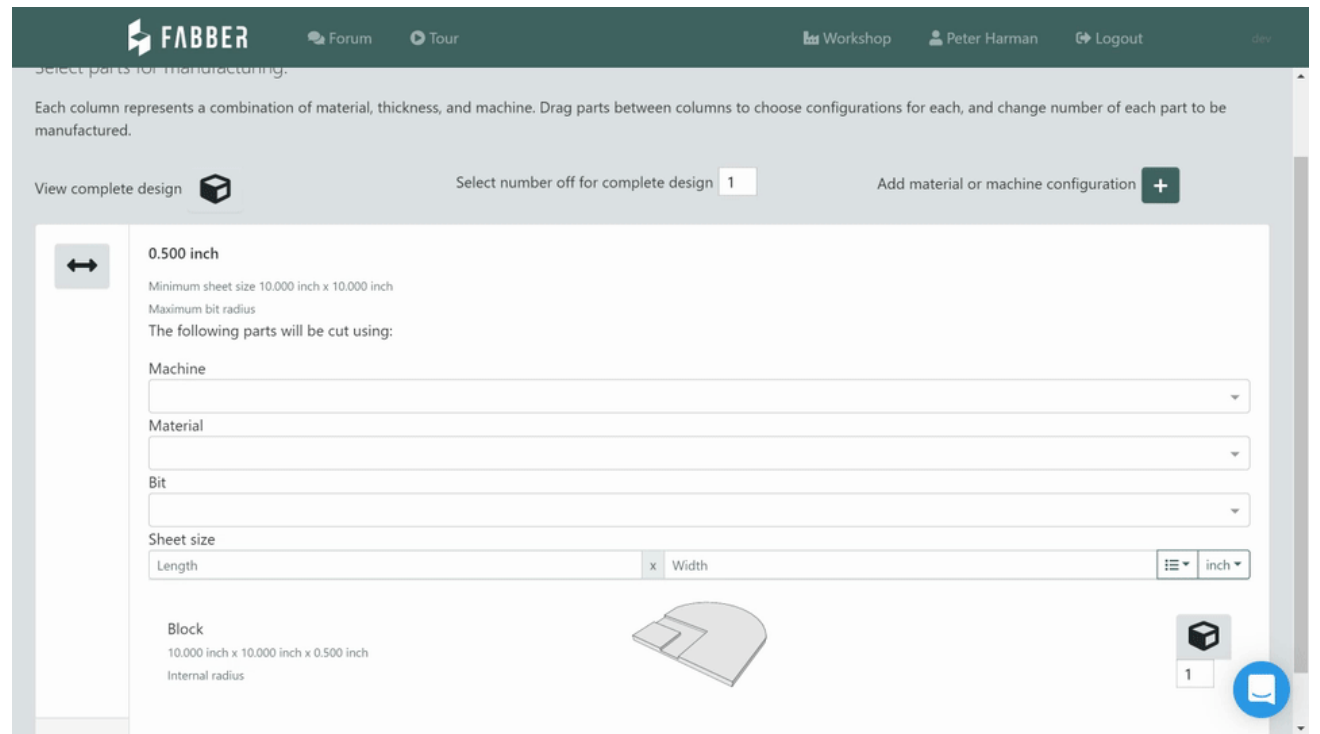 FABBER
Forum
Tour
Workshop
Peter Harman
Logout
dev
Select parts for manufacturing.
Each column represents a combination of material, thickness, and machine. Drag parts between columns to choose configurations for each, and change number of each part to be
manufactured.
View complete design
Select number off for complete design 1
Add material or machine configuration +
0.500 inch
Minimum sheet size 10.000 inch x 10.000 inch
Maximum bit radius
The following parts will be cut using:
Machine
Material
Bit
Sheet size
Length x Width inch
Block
10.000 inch x 10.000 inch x 0.500 inch
Internal radius
1